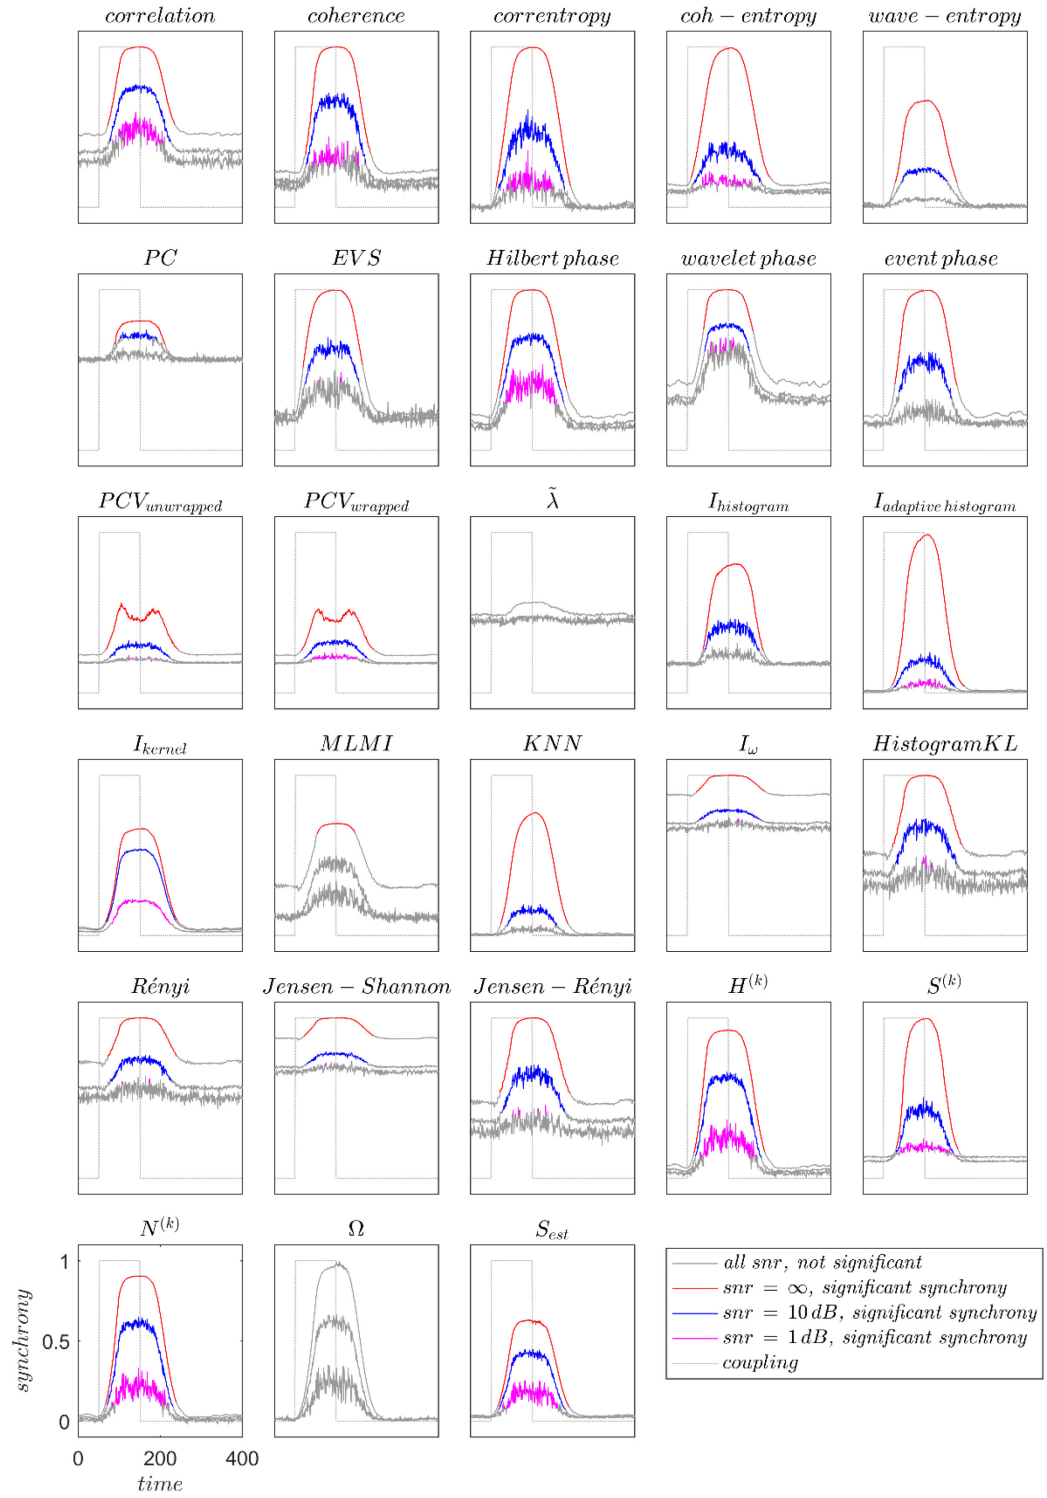 correlation coherence correntropy coh − entropy wave − entropy
PC EVS Hilbert phase wavelet phase event phase
PCV_unwrapped PCV_wrapped λ̃ I_histogram I_adaptive histogram
I_kernel MLMI KNN I_ω HistogramKL
Rényi Jensen − Shannon Jensen − Rényi H^(k) S^(k)
N^(k) Ω S_est
1
0.5
0
synchrony
0 200 400
time
all snr, not significant
snr = ∞, significant synchrony
snr = 10 dB, significant synchrony
snr = 1 dB, significant synchrony
coupling